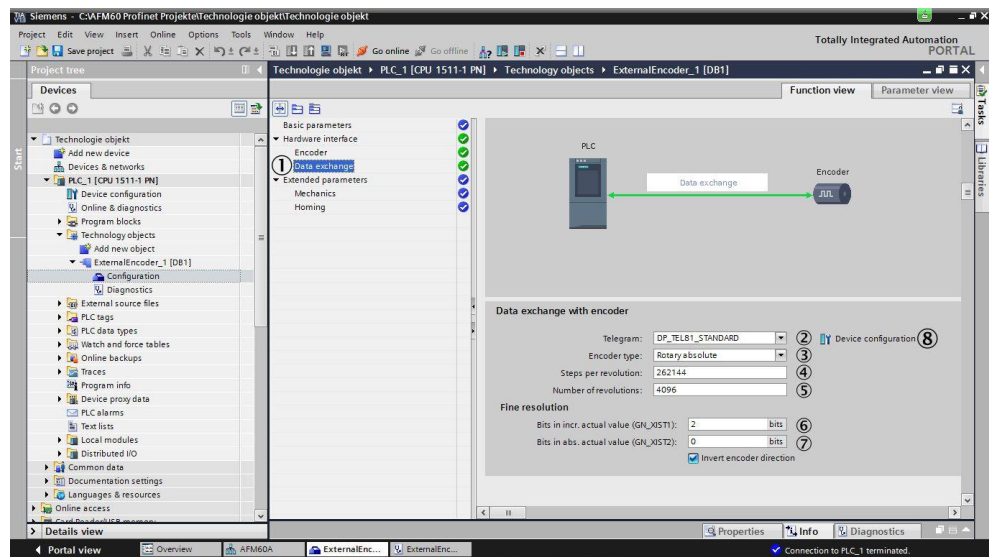 Siemens - C:\AFM60 Profinet Projekte\Technologie objekt\Technologie objekt
Project Edit View Insert Online Options Tools Window Help
Totally Integrated Automation
PORTAL
Save project
Go online
Go offline
Project tree
Technologie objekt
PLC_1 [CPU 1511-1 PN]
Technology objects
ExternalEncoder_1 [DB1]
Devices
Function view
Parameter view
Start
Technologie objekt
Add new device
Devices & networks
PLC_1 [CPU 1511-1 PN]
Device configuration
Online & diagnostics
Program blocks
Technology objects
Add new object
ExternalEncoder_1 [DB1]
Configuration
Diagnostics
External source files
PLC tags
PLC data types
Watch and force tables
Online backups
Traces
Program info
Device proxy data
PLC alarms
Text lists
Local modules
Distributed I/O
Common data
Documentation settings
Languages & resources
Online access
Card Reader/USB memory
Details view
Basic parameters
Hardware interface
Encoder
① Data exchange
Extended parameters
Mechanics
Homing
PLC
Data exchange
Encoder
Data exchange with encoder
Telegram: DP_TEL81_STANDARD ② Device configuration ⑧
Encoder type: Rotary absolute ③
Steps per revolution: 262144 ④
Number of revolutions: 4096 ⑤
Fine resolution
Bits in incr. actual value (GN_XIST1): 2 bits ⑥
Bits in abs. actual value (GN_XIST2): 0 bits ⑦
Invert encoder direction
Tasks
Libraries
Properties
Info
Diagnostics
Portal view
Overview
AFM60A
ExternalEnc...
ExternalEnc...
Connection to PLC_1 terminated.